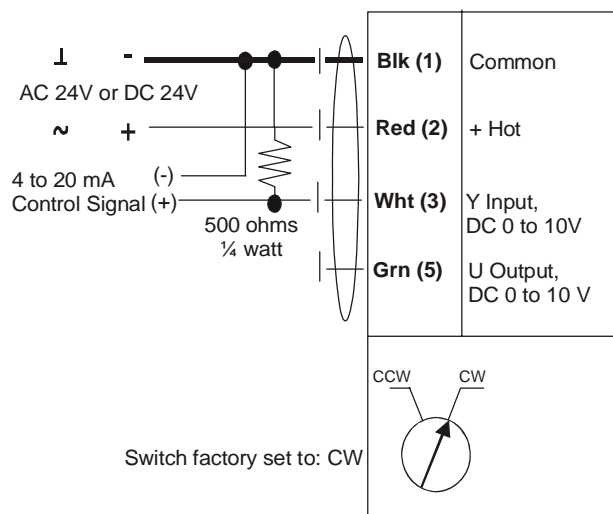 ⊥ -
Blk (1) Common
AC 24V or DC 24V
~ +
Red (2) + Hot
4 to 20 mA (-)
Control Signal (+)
Wht (3) Y Input,
DC 0 to 10V
500 ohms
¼ watt
Grn (5) U Output,
DC 0 to 10 V
CCW CW
Switch factory set to: CW